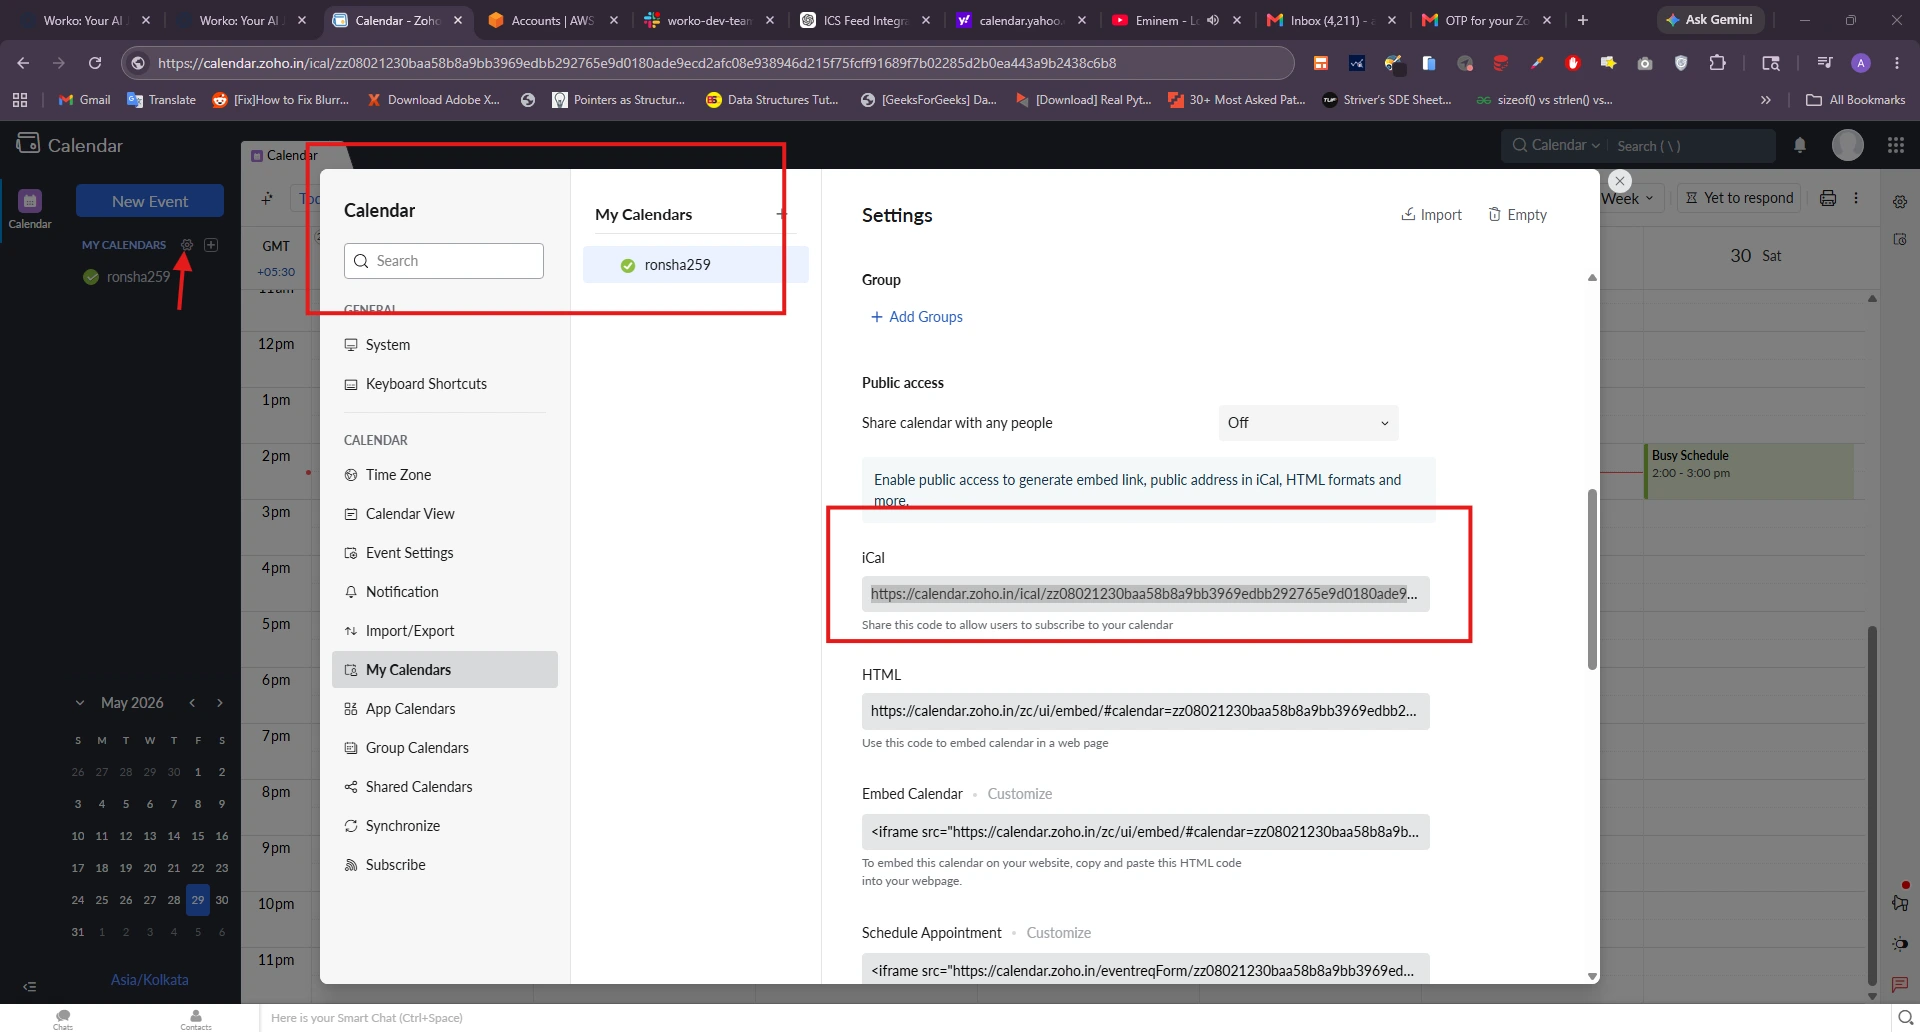 Worko: Your AI
Worko: Your AI
Calendar - Zoho
Accounts | AWS
worko-dev-team
ICS Feed Integra
calendar.yahoo.
Eminem - Lo
Inbox (4,211) -
OTP for your Zo
Ask Gemini
https://calendar.zoho.in/ical/zz08021230baa58b8a9bb3969edbb292765e9d0180ade9ecd2afc08e938946d215f75fcff91689f7b02285d2b0ea443a9b2438c6b8
A
Gmail
Translate
[Fix]How to Fix Blurr...
Download Adobe X...
Pointers as Structur...
Data Structures Tut...
[GeeksForGeeks] Da...
[Download] Real Pyt...
30+ Most Asked Pat...
Striver's SDE Sheet...
sizeof() vs strlen() vs...
All Bookmarks
Calendar
Calendar
New Event
MY CALENDARS
ronsha259
May 2026
S M T W T F S
26 27 28 29 30 1 2
3 4 5 6 7 8 9
10 11 12 13 14 15 16
17 18 19 20 21 22 23
24 25 26 27 28 29 30
31 1 2 3 4 5 6
Asia/Kolkata
Calendar
Calendar
Search ( \ )
Week
Yet to respond
30 Sat
GMT
+05:30
11am
12pm
1pm
2pm
3pm
4pm
5pm
6pm
7pm
8pm
9pm
10pm
11pm
Busy Schedule
2:00 - 3:00 pm
Calendar
Search
GENERAL
System
Keyboard Shortcuts
CALENDAR
Time Zone
Calendar View
Event Settings
Notification
Import/Export
My Calendars
App Calendars
Group Calendars
Shared Calendars
Synchronize
Subscribe
My Calendars
ronsha259
Settings
Import
Empty
Group
+ Add Groups
Public access
Share calendar with any people
Off
Enable public access to generate embed link, public address in iCal, HTML formats and
more.
iCal
https://calendar.zoho.in/ical/zz08021230baa58b8a9bb3969edbb292765e9d0180ade9...
Share this code to allow users to subscribe to your calendar
HTML
https://calendar.zoho.in/zc/ui/embed/#calendar=zz08021230baa58b8a9bb3969edbb2...
Use this code to embed calendar in a web page
Embed Calendar • Customize
<iframe src="https://calendar.zoho.in/zc/ui/embed/#calendar=zz08021230baa58b8a9b...
To embed this calendar on your website, copy and paste this HTML code
into your webpage.
Schedule Appointment • Customize
<iframe src="https://calendar.zoho.in/eventreqForm/zz08021230baa58b8a9bb3969ed...
Chats
Contacts
Here is your Smart Chat (Ctrl+Space)